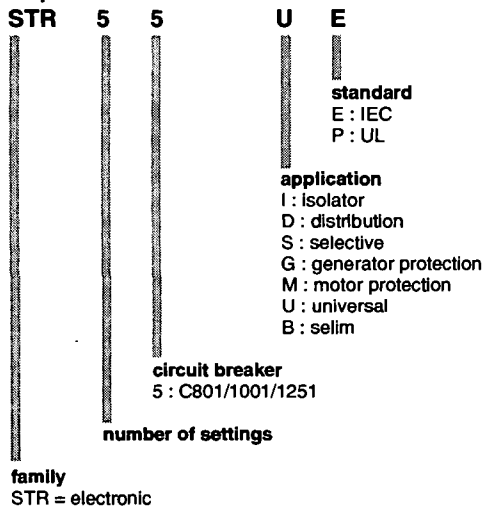 STR 5 5 U E
standard
E : IEC
P : UL
application
I : isolator
D : distribution
S : selective
G : generator protection
M : motor protection
U : universal
B : selim
circuit breaker
5 : C801/1001/1251
number of settings
family
STR = electronic